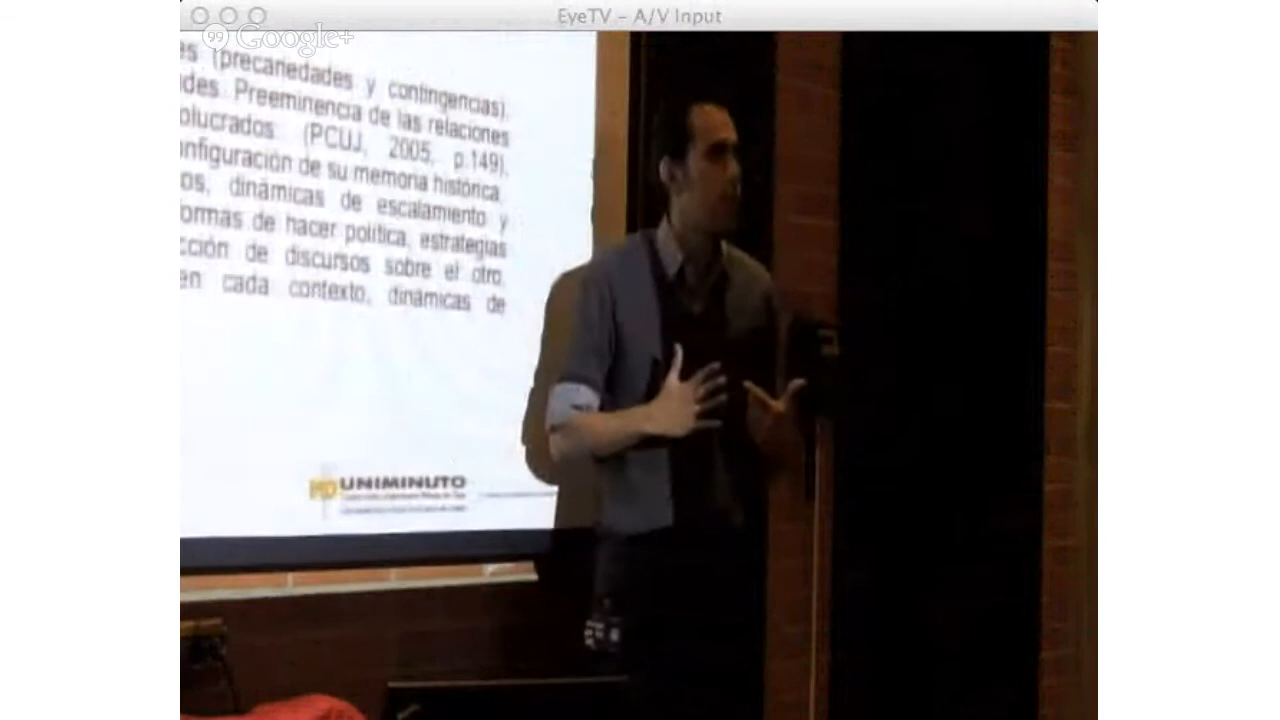 EyeTV – A/V Input
Google+
es (precariedades y contingencias),
des. Preeminencia de las relaciones
olucrados. (PCUJ, 2005, p.149),
nfiguración de su memoria histórica
os, dinámicas de escalamiento y
ormas de hacer política, estrategias
cción de discursos sobre el otro,
en cada contexto, dinámicas de
UNIMINUTO